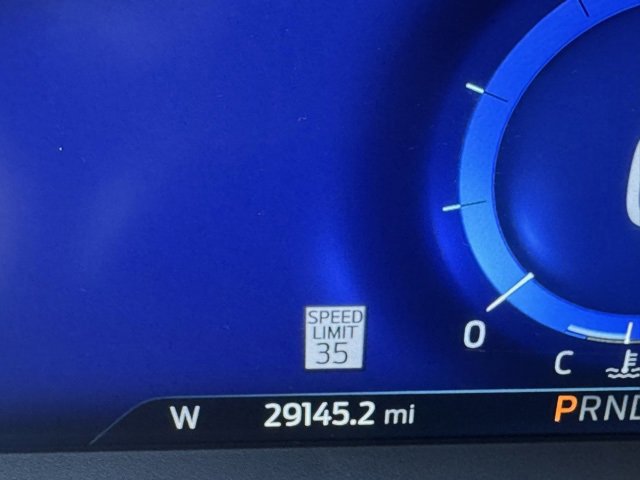 SPEED
LIMIT
35
0
C
W 29145.2 mi PRND